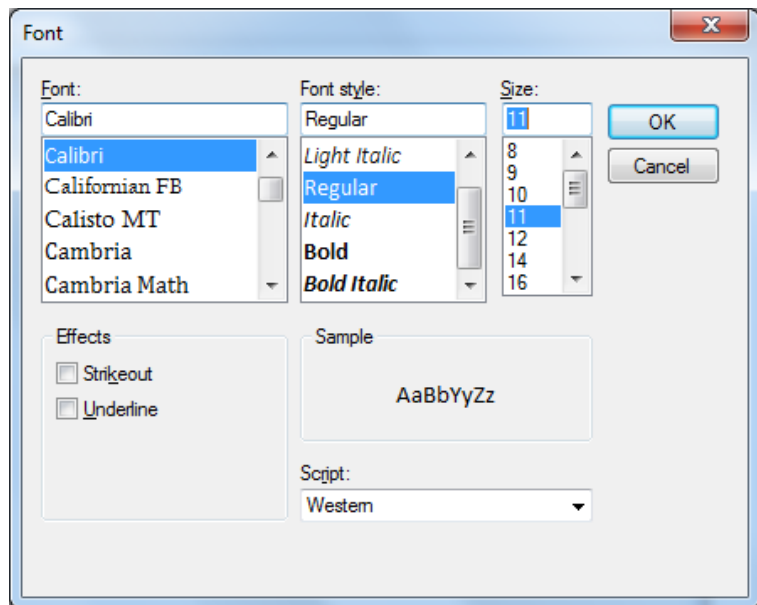 Font
Font: Font style: Size:
Calibri Regular 11
OK
Cancel
Calibri
Californian FB
Calisto MT
Cambria
Cambria Math
Light Italic
Regular
Italic
Bold
Bold Italic
8
9
10
11
12
14
16
Effects
Strikeout
Underline
Sample
AaBbYyZz
Script:
Western